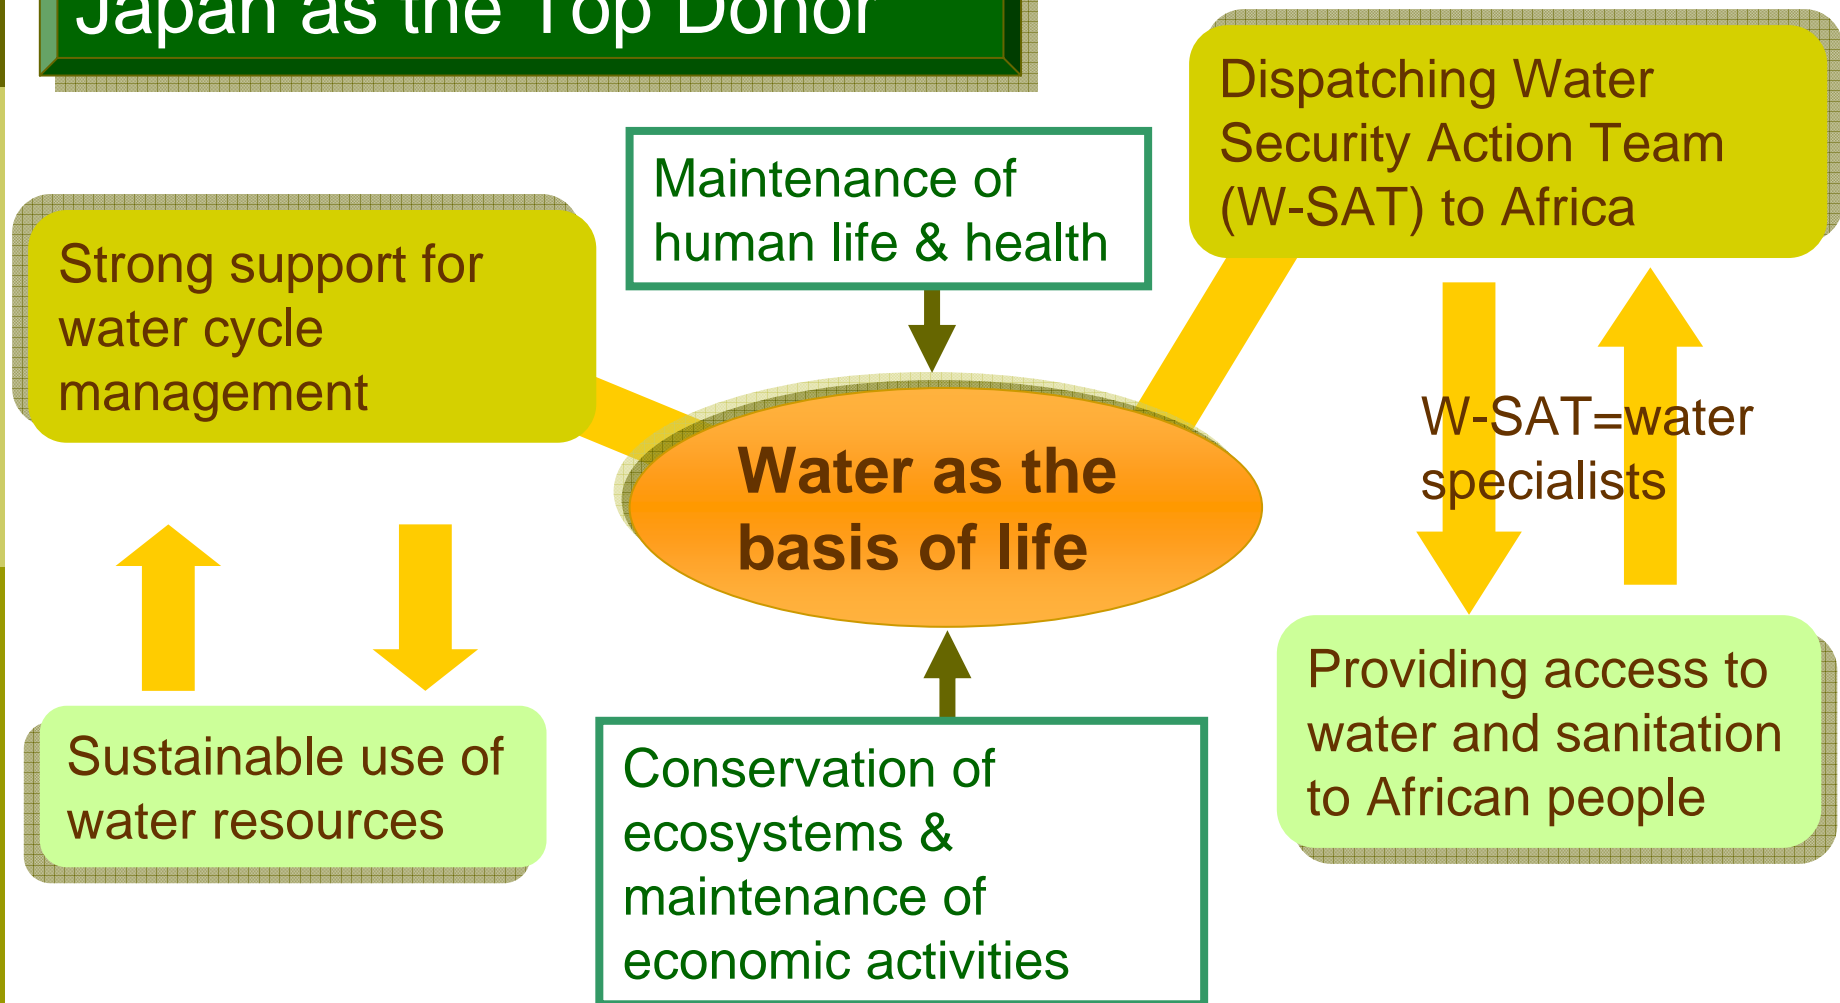 Japan as the Top Donor
Dispatching Water
Security Action Team
(W-SAT) to Africa
Maintenance of
human life & health
Strong support for
water cycle
management
W-SAT=water
specialists
Water as the
basis of life
Providing access to
water and sanitation
to African people
Sustainable use of
water resources
Conservation of
ecosystems &
maintenance of
economic activities